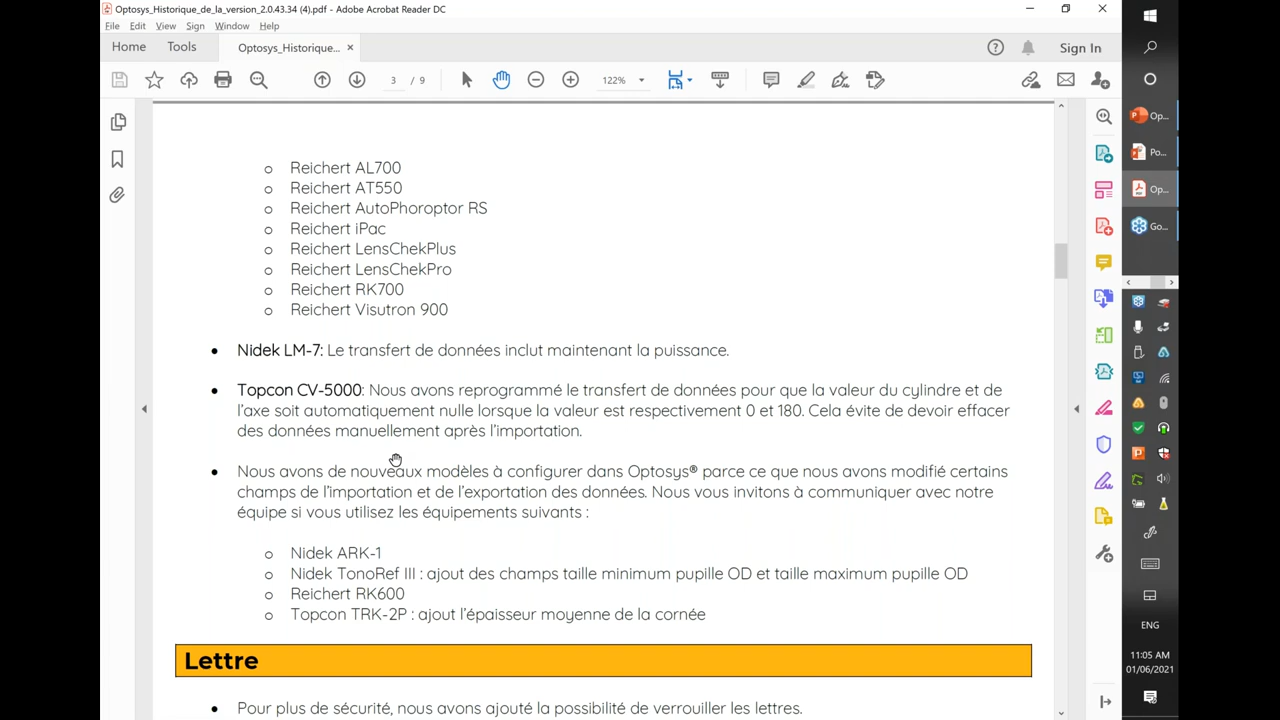 Optosys_Historique_de_la_version_2.0.43.34 (4).pdf - Adobe Acrobat Reader DC
File Edit View Sign Window Help
Home Tools Optosys_Historique... × Sign In
3 / 9 122%
Reichert AL700
Reichert AT550
Reichert AutoPhoroptor RS
Reichert iPac
Reichert LensChekPlus
Reichert LensChekPro
Reichert RK700
Reichert Visutron 900
• Nidek LM-7: Le transfert de données inclut maintenant la puissance.
• Topcon CV-5000: Nous avons reprogrammé le transfert de données pour que la valeur du cylindre et de
l'axe soit automatiquement nulle lorsque la valeur est respectivement 0 et 180. Cela évite de devoir effacer
des données manuellement après l'importation.
• Nous avons de nouveaux modèles à configurer dans Optosys® parce ce que nous avons modifié certains
champs de l'importation et de l'exportation des données. Nous vous invitons à communiquer avec notre
équipe si vous utilisez les équipements suivants :
Nidek ARK-1
Nidek TonoRef III : ajout des champs taille minimum pupille OD et taille maximum pupille OD
Reichert RK600
Topcon TRK-2P : ajout l'épaisseur moyenne de la cornée
Lettre
• Pour plus de sécurité, nous avons ajouté la possibilité de verrouiller les lettres.
Op...
Po...
Op...
Go...
ENG
11:05 AM
01/06/2021